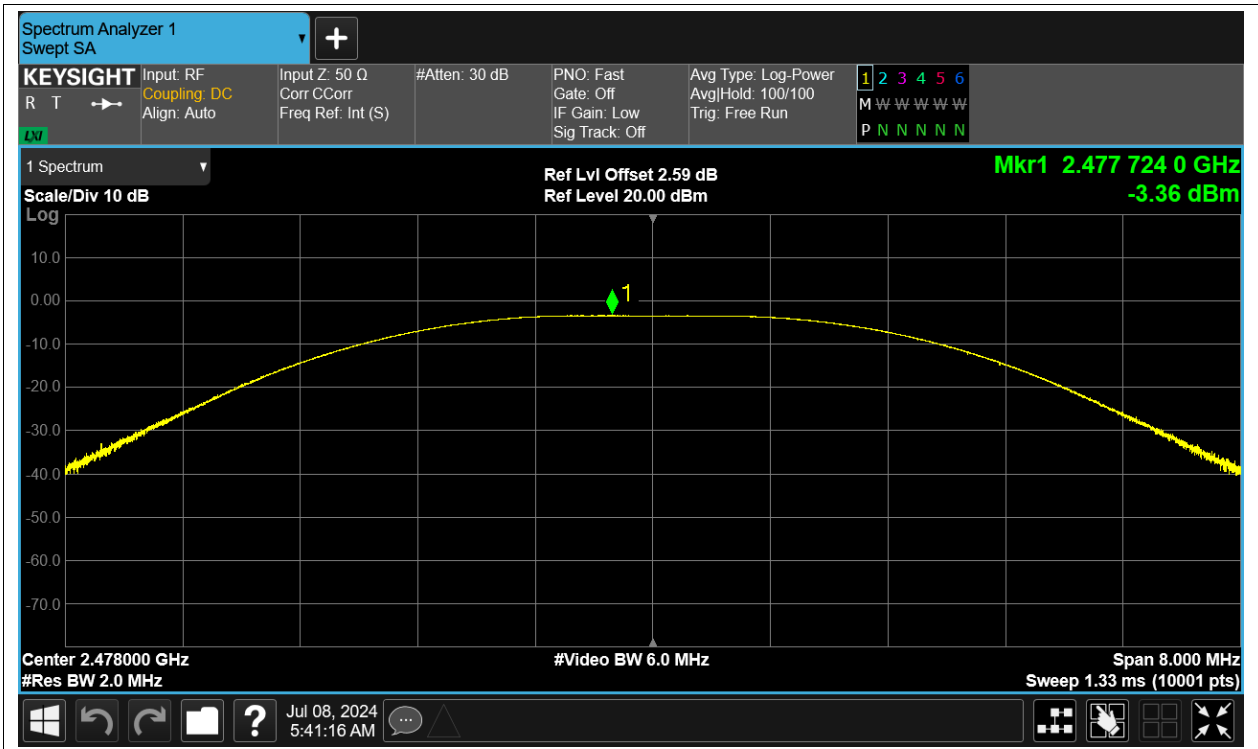 Spectrum Analyzer 1
Swept SA
KEYSIGHT
R T
LXI
Input: RF
Coupling: DC
Align: Auto
Input Z: 50 Ω
Corr CCorr
Freq Ref: Int (S)
#Atten: 30 dB
PNO: Fast
Gate: Off
IF Gain: Low
Sig Track: Off
Avg Type: Log-Power
Avg|Hold: 100/100
Trig: Free Run
1 2 3 4 5 6
M W W W W W
P N N N N N
1 Spectrum
Scale/Div 10 dB
Log
Ref Lvl Offset 2.59 dB
Ref Level 20.00 dBm
Mkr1 2.477 724 0 GHz
-3.36 dBm
10.0
0.00
1
-10.0
-20.0
-30.0
-40.0
-50.0
-60.0
-70.0
Center 2.478000 GHz
#Res BW 2.0 MHz
#Video BW 6.0 MHz
Span 8.000 MHz
Sweep 1.33 ms (10001 pts)
?
Jul 08, 2024
5:41:16 AM